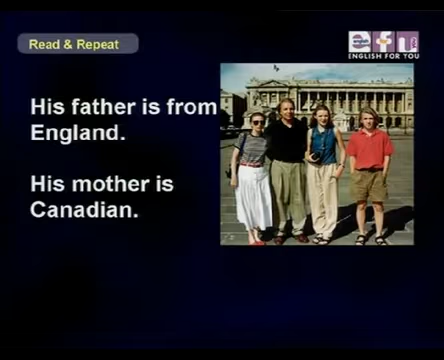 Read & Repeat
efu
ENGLISH FOR YOU
His father is from
England.
His mother is
Canadian.